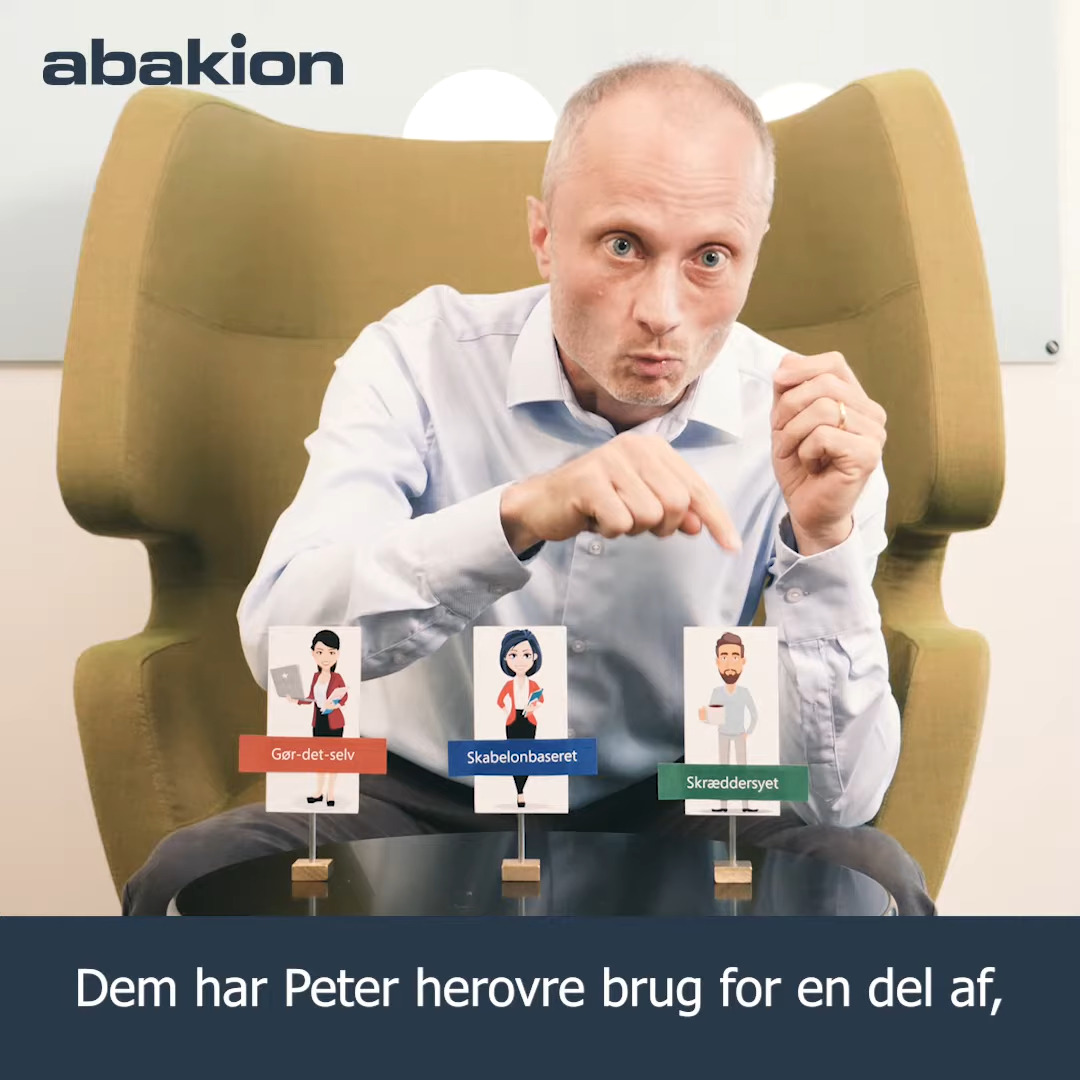 abakion
Gør-det-selv
Skabelonbaseret
Skræddersyet
Dem har Peter herovre brug for en del af,